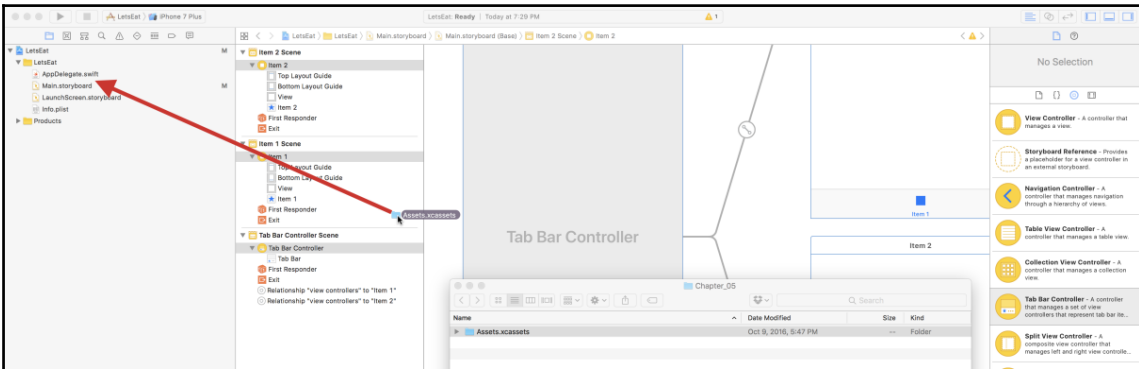 LetsEat
iPhone 7 Plus
LetsEat: Ready | Today at 7:29 PM
1
LetsEat
LetsEat
Main.storyboard
Main.storyboard (Base)
Item 2 Scene
Item 2
LetsEat M
LetsEat
AppDelegate.swift
Main.storyboard M
LaunchScreen.storyboard
Info.plist
Products
Item 2 Scene
Item 2
Top Layout Guide
Bottom Layout Guide
View
Item 2
First Responder
Exit
Item 1 Scene
Item 1
Top Layout Guide
Bottom Layout Guide
View
Item 1
First Responder
Exit
Tab Bar Controller Scene
Tab Bar Controller
Tab Bar
First Responder
Exit
Relationship "view controllers" to "Item 1"
Relationship "view controllers" to "Item 2"
Assets.xcassets
Tab Bar Controller
Item 1
Item 2
Chapter_05
Search
Name Date Modified Size Kind
Assets.xcassets Oct 9, 2016, 5:47 PM -- Folder
No Selection
View Controller - A controller that
manages a view.
Storyboard Reference - Provides
a placeholder for a view controller in
an external storyboard.
Navigation Controller - A
controller that manages navigation
through a hierarchy of views.
Table View Controller - A
controller that manages a table view.
Collection View Controller - A
controller that manages a collection
view.
Tab Bar Controller - A controller
that manages a set of view
controllers that represent tab bar ite...
Split View Controller - A
composite view controller that
manages left and right view controlle...